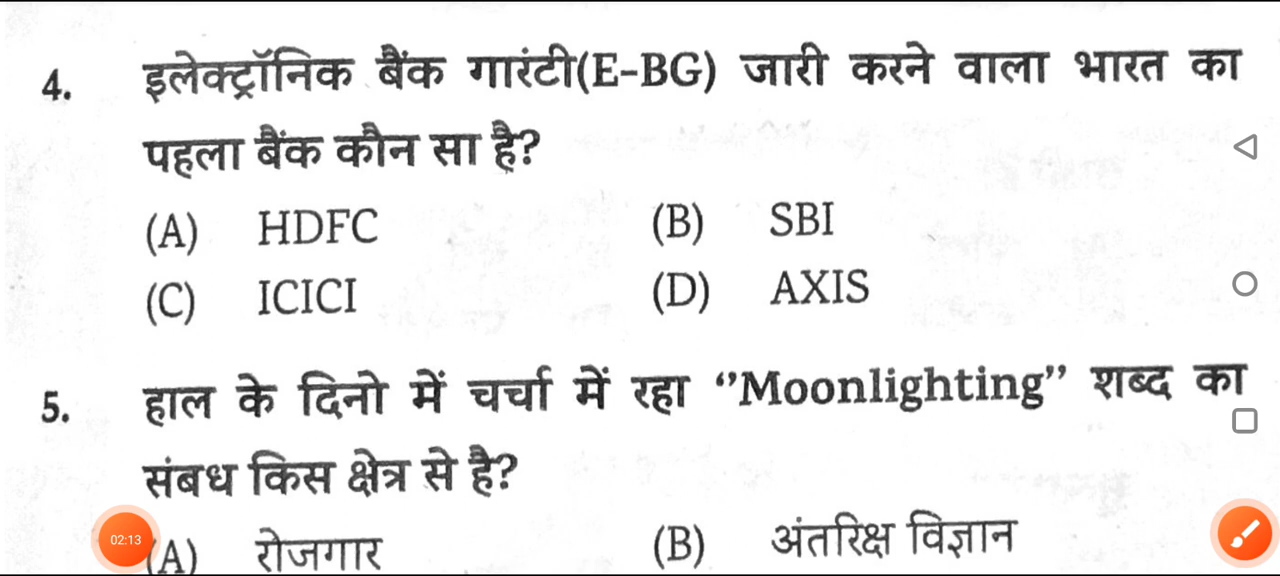 4. इलेक्ट्रॉनिक बैंक गारंटी(E-BG) जारी करने वाला भारत का
पहला बैंक कौन सा है?
(A) HDFC (B) SBI
(C) ICICI (D) AXIS
5. हाल के दिनो में चर्चा में रहा ‘’Moonlighting” शब्द का
संबध किस क्षेत्र से है?
02:13
(A) रोजगार (B) अंतरिक्ष विज्ञान